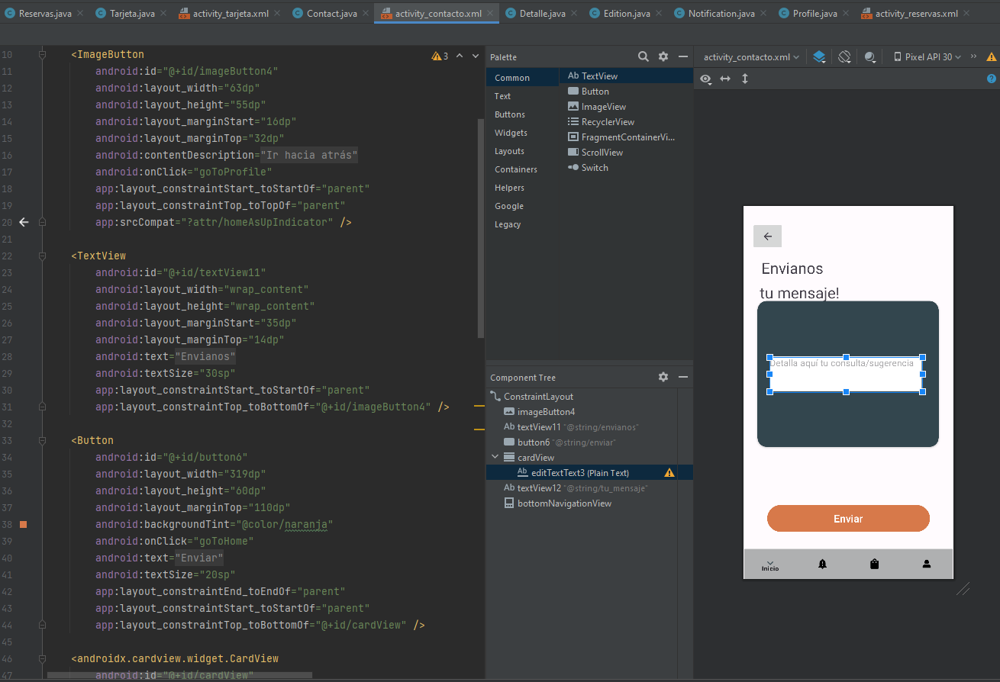 Reservas.java
Tarjeta.java
activity_tarjeta.xml
Contact.java
activity_contacto.xml
Detalle.java
Edition.java
Notification.java
Profile.java
activity_reservas.xml
10 <ImageButton
11 android:id="@+id/imageButton4"
12 android:layout_width="63dp"
13 android:layout_height="55dp"
14 android:layout_marginStart="16dp"
15 android:layout_marginTop="32dp"
16 android:contentDescription="Ir hacia atrás"
17 android:onClick="goToProfile"
18 app:layout_constraintStart_toStartOf="parent"
19 app:layout_constraintTop_toTopOf="parent"
20 app:srcCompat="?attr/homeAsUpIndicator" />
21
22 <TextView
23 android:id="@+id/textView11"
24 android:layout_width="wrap_content"
25 android:layout_height="wrap_content"
26 android:layout_marginStart="35dp"
27 android:layout_marginTop="14dp"
28 android:text="Envianos"
29 android:textSize="30sp"
30 app:layout_constraintStart_toStartOf="parent"
31 app:layout_constraintTop_toBottomOf="@+id/imageButton4" />
32
33 <Button
34 android:id="@+id/button6"
35 android:layout_width="319dp"
36 android:layout_height="60dp"
37 android:layout_marginTop="110dp"
38 android:backgroundTint="@color/naranja"
39 android:onClick="goToHome"
40 android:text="Enviar"
41 android:textSize="20sp"
42 app:layout_constraintEnd_toEndOf="parent"
43 app:layout_constraintStart_toStartOf="parent"
44 app:layout_constraintTop_toBottomOf="@+id/cardView" />
45
46 <androidx.cardview.widget.CardView
47 android:id="@+id/cardView"
3
Palette
Common
Text
Buttons
Widgets
Layouts
Containers
Helpers
Google
Legacy
Ab TextView
Button
ImageView
RecyclerView
FragmentContainerVi...
ScrollView
Switch
Component Tree
ConstraintLayout
imageButton4
Ab textView11 "@string/envianos"
button6 "@string/enviar"
cardView
Ab editTextText3 (Plain Text)
Ab textView12 "@string/tu_mensaje"
bottomNavigationView
activity_contacto.xml
Pixel API 30
»
?
Envianos
tu mensaje!
Detalla aquí tu consulta/sugerencia
Enviar
Inicio